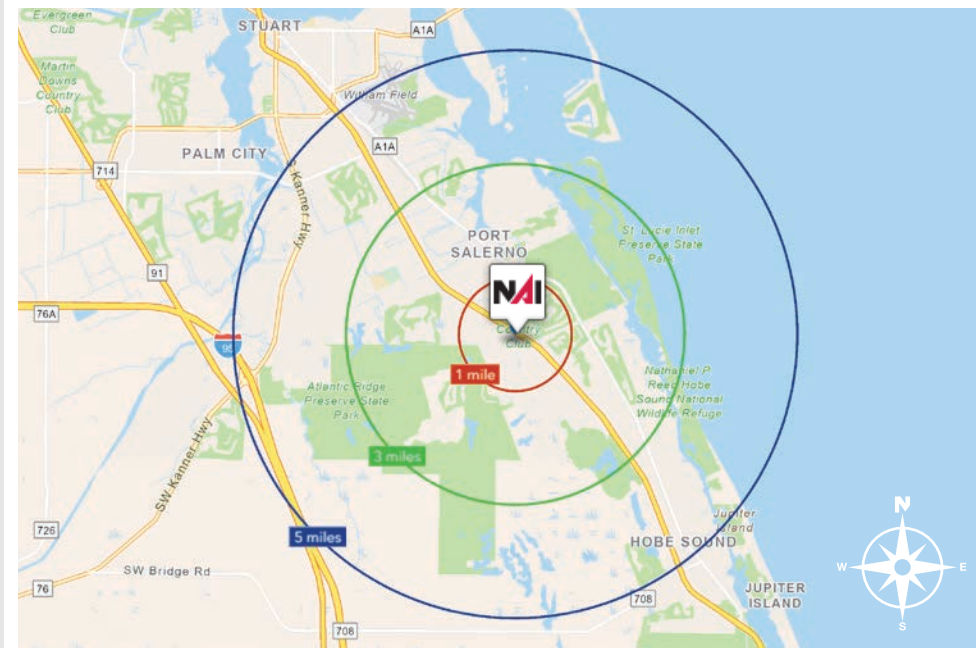 Evergreen
Club
STUART
A1A
Martin
Downs
Country
Club
Witham Field
A1A
PALM CITY
714
S Kanner Hwy
PORT
SALERNO
St. Lucie Inlet
Preserve State
Park
91
NAI
76A
95
Country
Club
1 mile
Atlantic Ridge
Preserve State
Park
Nathaniel P.
Reed Hobe
Sound National
Wildlife Refuge
SW Kanner Hwy
3 miles
N
Jupiter
Island
726
5 miles
HOBE SOUND
W
E
SW Bridge Rd
76
708
JUPITER
ISLAND
S
708